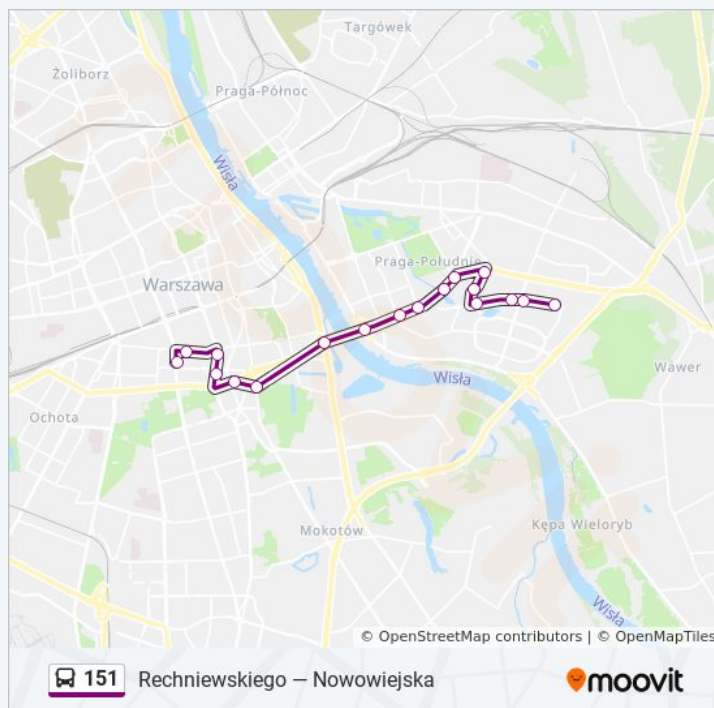 Targówek
Żoliborz
Praga-Północ
Wisła
Praga-Południe
Warszawa
Wawer
Wisła
Ochota
Mokotów
Kępa Wieloryb
Wisła
© OpenStreetMap contributors | © OpenMapTiles
151 Rechniewskiego — Nowowiejska
moovit